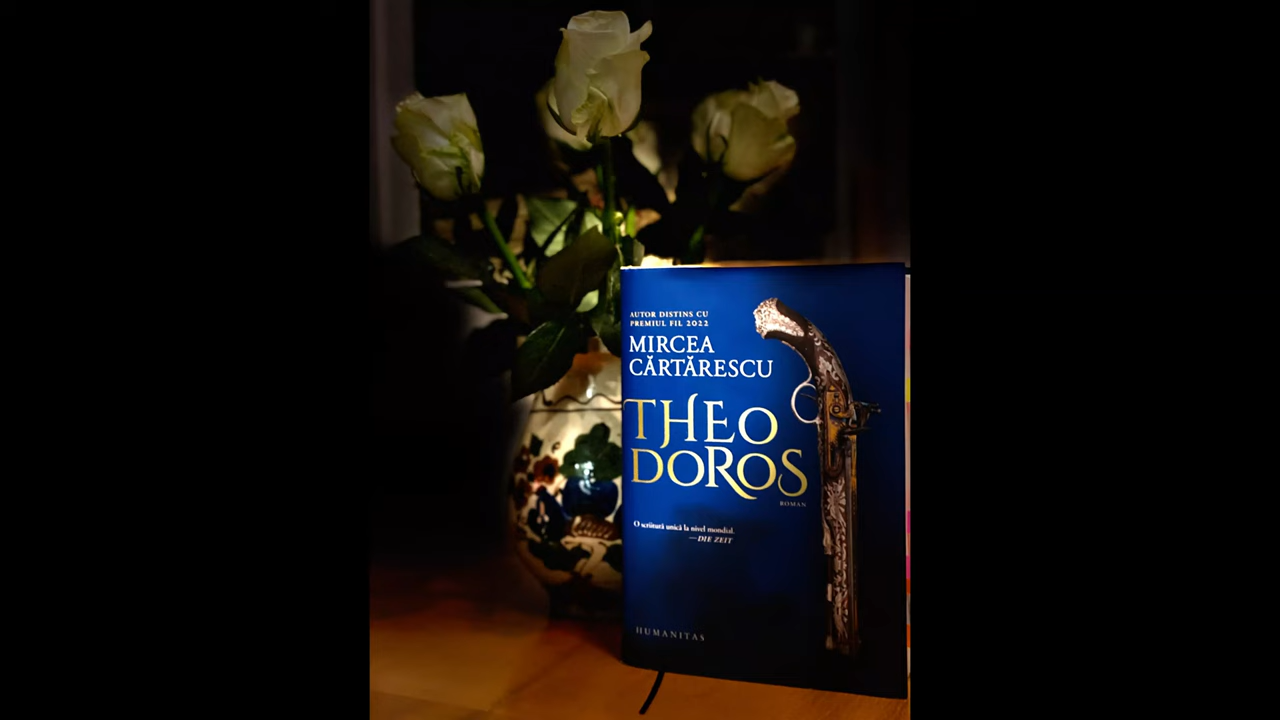 AUTOR DISTINS CU
PREMIUL FIL 2022
MIRCEA
CĂRTĂRESCU
THEO
DOROS
ROMAN
O scriitură unică la nivel mondial.
—DIE ZEIT
HUMANITAS